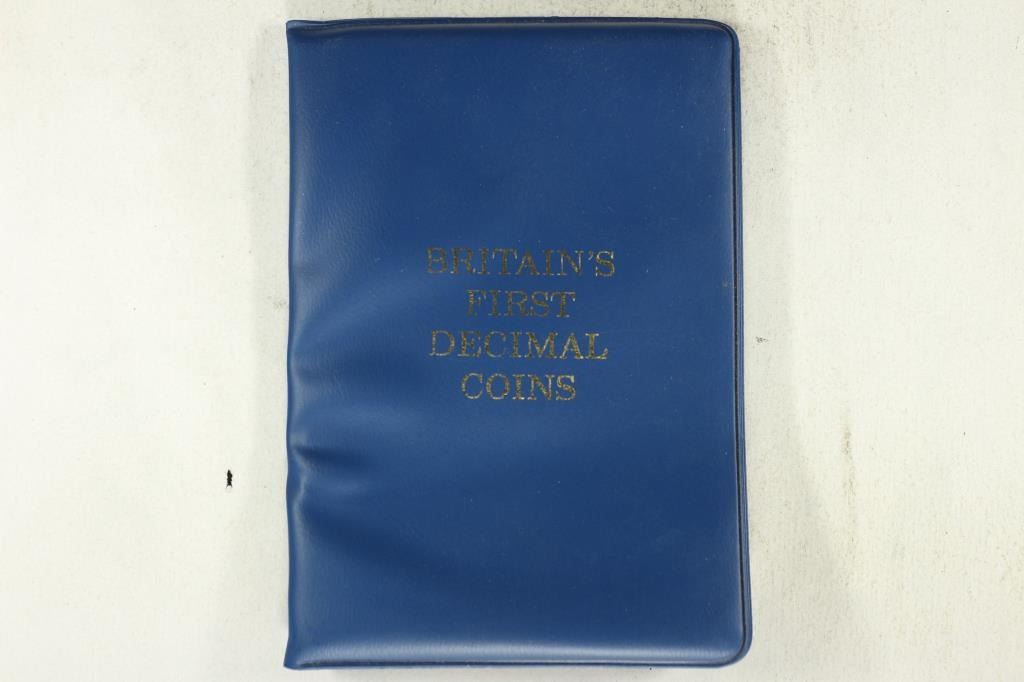 BRITAIN'S
FIRST
DECIMAL
COINS